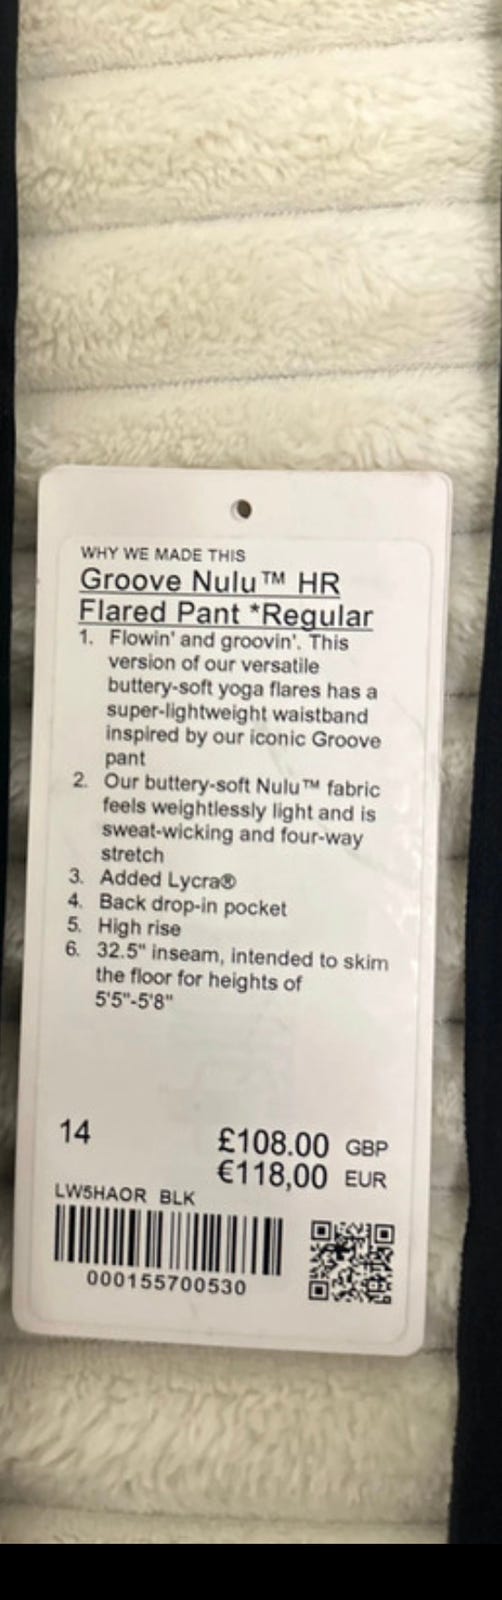 WHY WE MADE THIS
Groove Nulu™ HR
Flared Pant *Regular
1. Flowin' and groovin'. This
version of our versatile
buttery-soft yoga flares has a
super-lightweight waistband
inspired by our iconic Groove
pant
2. Our buttery-soft Nulu™ fabric
feels weightlessly light and is
sweat-wicking and four-way
stretch
3. Added Lycra®
4. Back drop-in pocket
5. High rise
6. 32.5" inseam, intended to skim
the floor for heights of
5'5"-5'8"
14 £108.00 GBP
€118,00 EUR
LW5HAOR BLK
000155700530